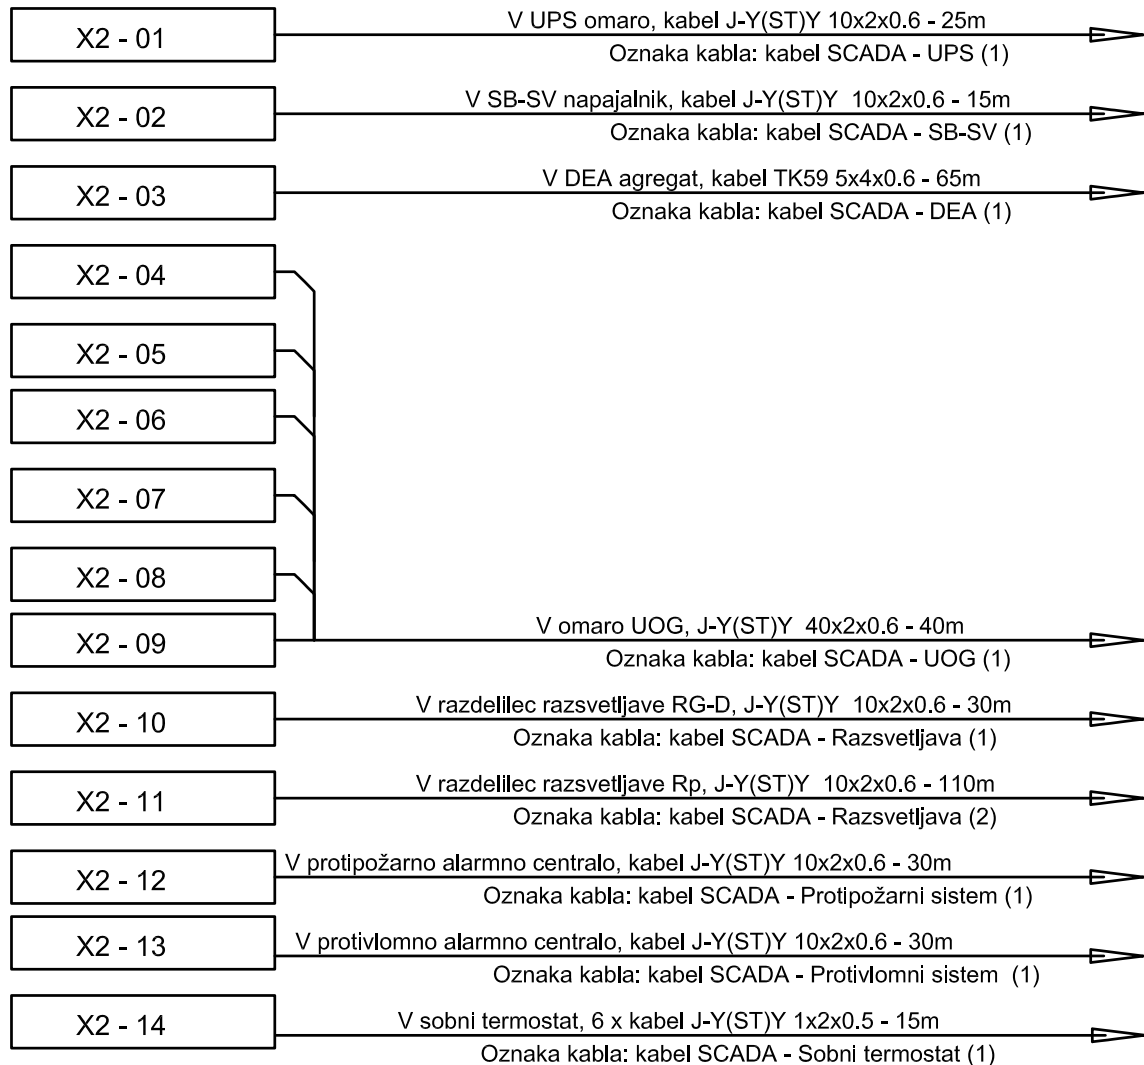 X2 - 01
V UPS omaro, kabel J-Y(ST)Y 10x2x0.6 - 25m
Oznaka kabla: kabel SCADA - UPS (1)
X2 - 02
V SB-SV napajalnik, kabel J-Y(ST)Y 10x2x0.6 - 15m
Oznaka kabla: kabel SCADA - SB-SV (1)
X2 - 03
V DEA agregat, kabel TK59 5x4x0.6 - 65m
Oznaka kabla: kabel SCADA - DEA (1)
X2 - 04
X2 - 05
X2 - 06
X2 - 07
X2 - 08
X2 - 09
V omaro UOG, J-Y(ST)Y 40x2x0.6 - 40m
Oznaka kabla: kabel SCADA - UOG (1)
X2 - 10
V razdelilec razsvetljave RG-D, J-Y(ST)Y 10x2x0.6 - 30m
Oznaka kabla: kabel SCADA - Razsvetljava (1)
X2 - 11
V razdelilec razsvetljave Rp, J-Y(ST)Y 10x2x0.6 - 110m
Oznaka kabla: kabel SCADA - Razsvetljava (2)
X2 - 12
V protipožarno alarmno centralo, kabel J-Y(ST)Y 10x2x0.6 - 30m
Oznaka kabla: kabel SCADA - Protipožarni sistem (1)
X2 - 13
V protivlomno alarmno centralo, kabel J-Y(ST)Y 10x2x0.6 - 30m
Oznaka kabla: kabel SCADA - Protivlomni sistem (1)
X2 - 14
V sobni termostat, 6 x kabel J-Y(ST)Y 1x2x0.5 - 15m
Oznaka kabla: kabel SCADA - Sobni termostat (1)